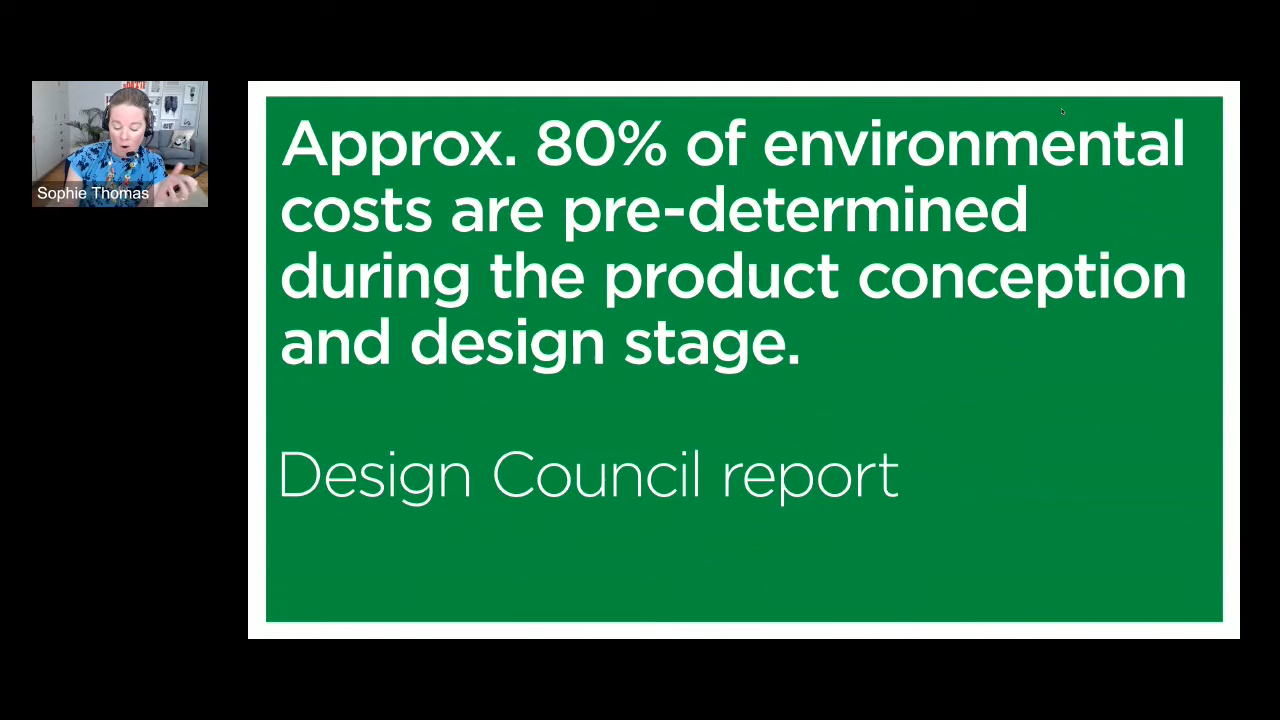 Sophie Thomas
Approx. 80% of environmental
costs are pre-determined
during the product conception
and design stage.
Design Council report